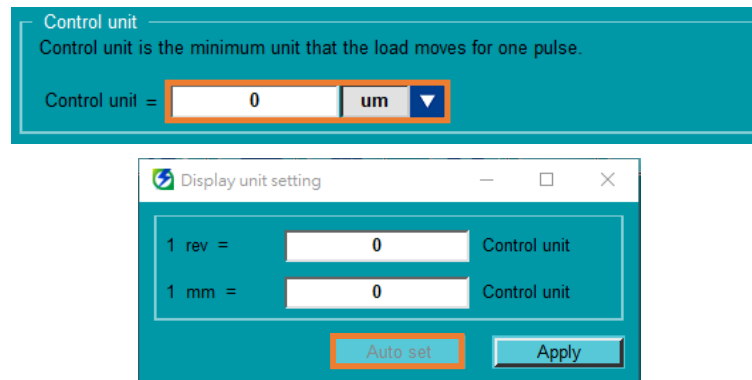 Control unit
Control unit is the minimum unit that the load moves for one pulse.
Control unit = 0 um
Display unit setting
1 rev = 0 Control unit
1 mm = 0 Control unit
Auto set Apply